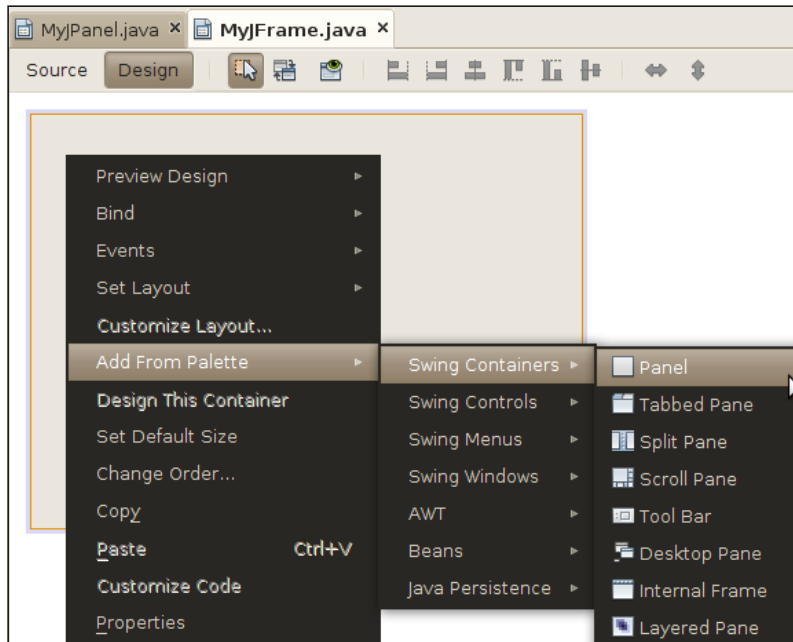 MyJPanel.java × MyJFrame.java ×
Source Design
Preview Design
Bind
Events
Set Layout
Customize Layout...
Add From Palette
Design This Container
Set Default Size
Change Order...
Copy
Paste Ctrl+V
Customize Code
Properties
Swing Containers
Swing Controls
Swing Menus
Swing Windows
AWT
Beans
Java Persistence
Panel
Tabbed Pane
Split Pane
Scroll Pane
Tool Bar
Desktop Pane
Internal Frame
Layered Pane